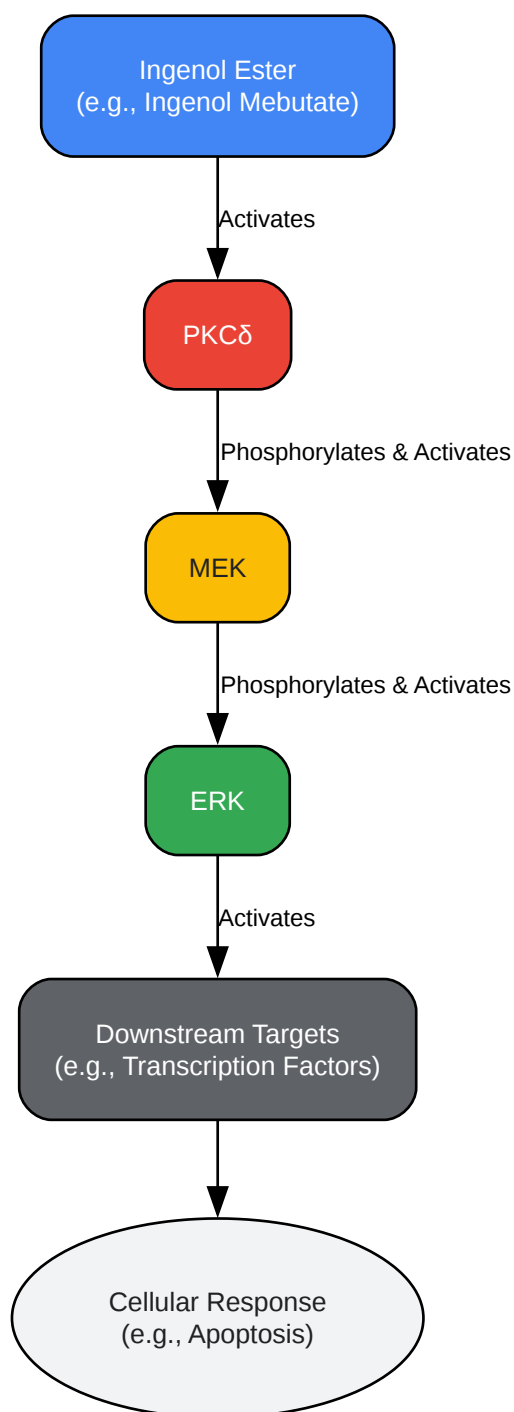 Ingenol Ester
(e.g., Ingenol Mebutate)
Activates
PKCδ
Phosphorylates & Activates
MEK
Phosphorylates & Activates
ERK
Activates
Downstream Targets
(e.g., Transcription Factors)
Cellular Response
(e.g., Apoptosis)